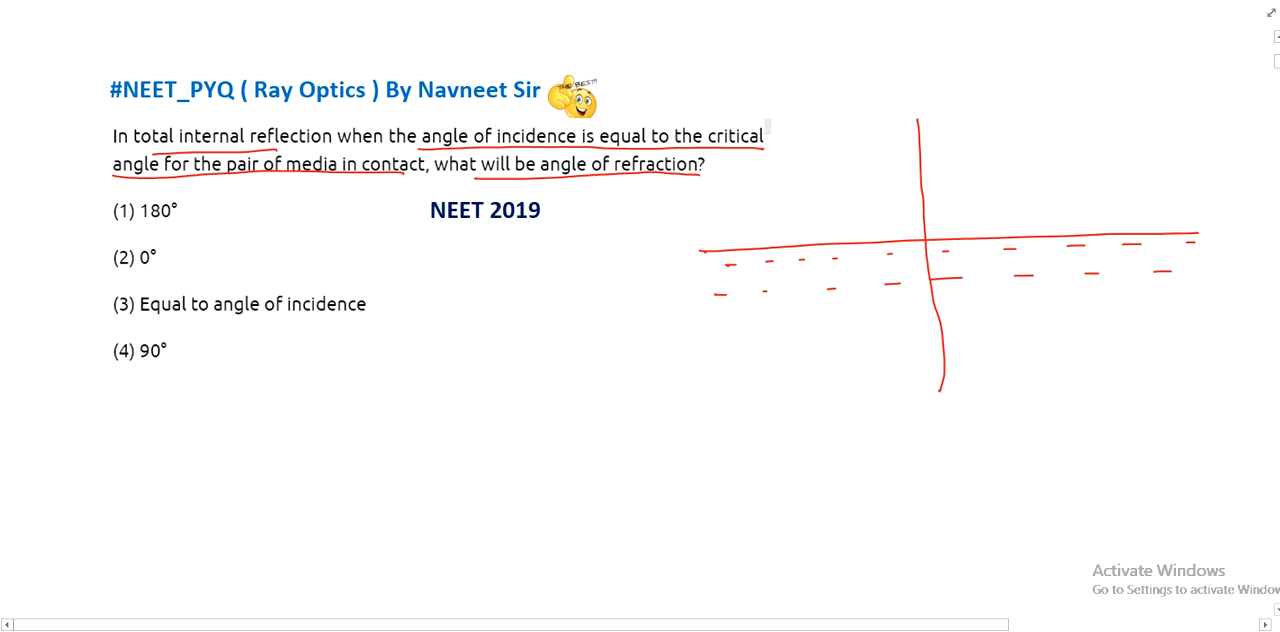 #NEET_PYQ ( Ray Optics ) By Navneet Sir
THE BEST!!
In total internal reflection when the angle of incidence is equal to the critical
angle for the pair of media in contact, what will be angle of refraction?
(1) 180°
NEET 2019
(2) 0°
(3) Equal to angle of incidence
(4) 90°
Activate Windows
Go to Settings to activate Window